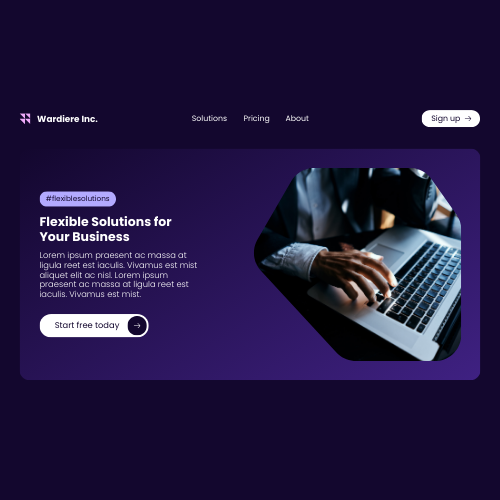 Wardiere Inc.
Solutions
Pricing
About
Sign up
#flexiblesolutions
Flexible Solutions for
Your Business
Lorem ipsum praesent ac massa at
ligula reet est iaculis. Vivamus est mist
aliquet elit ac nisl. Lorem ipsum
praesent ac massa at ligula reet est
iaculis. Vivamus est mist.
Start free today